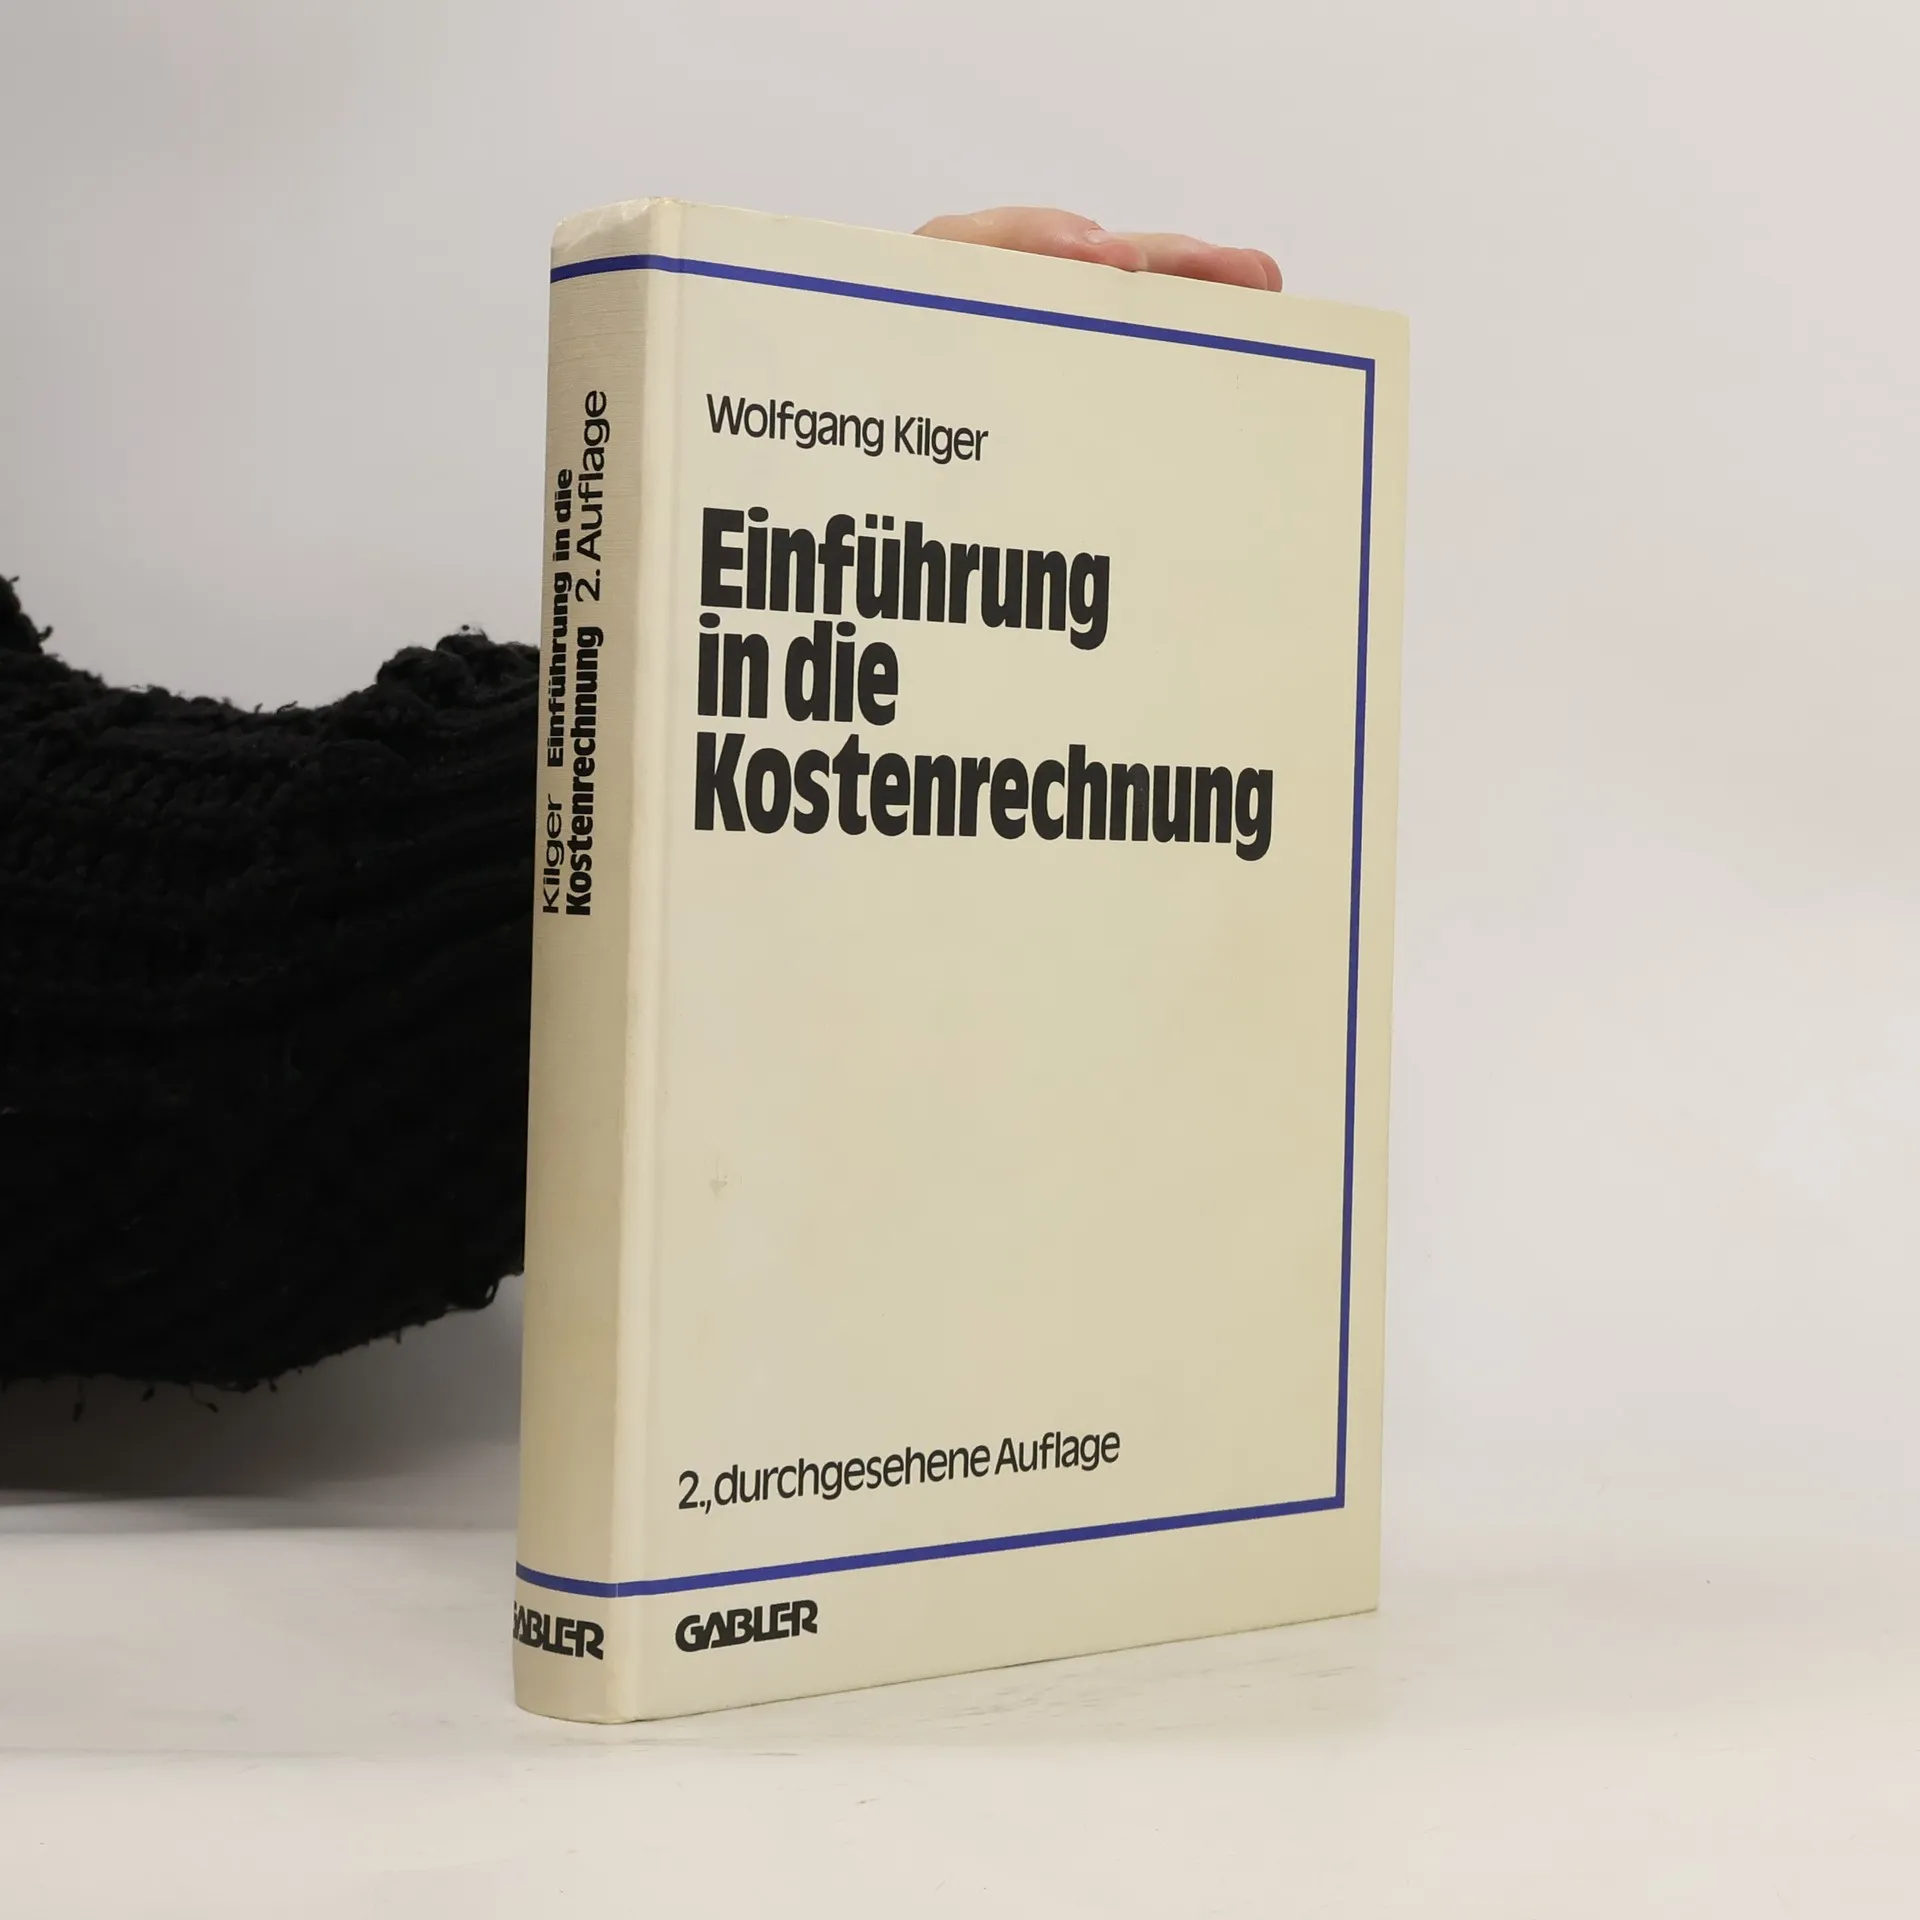 Kilger Einführung in die
Kostenrechnung 2. Auflage
GABLER
Wolfgang Kilger
Einführung
in die
Kostenrechnung
2., durchgesehene Auflage
GABLER